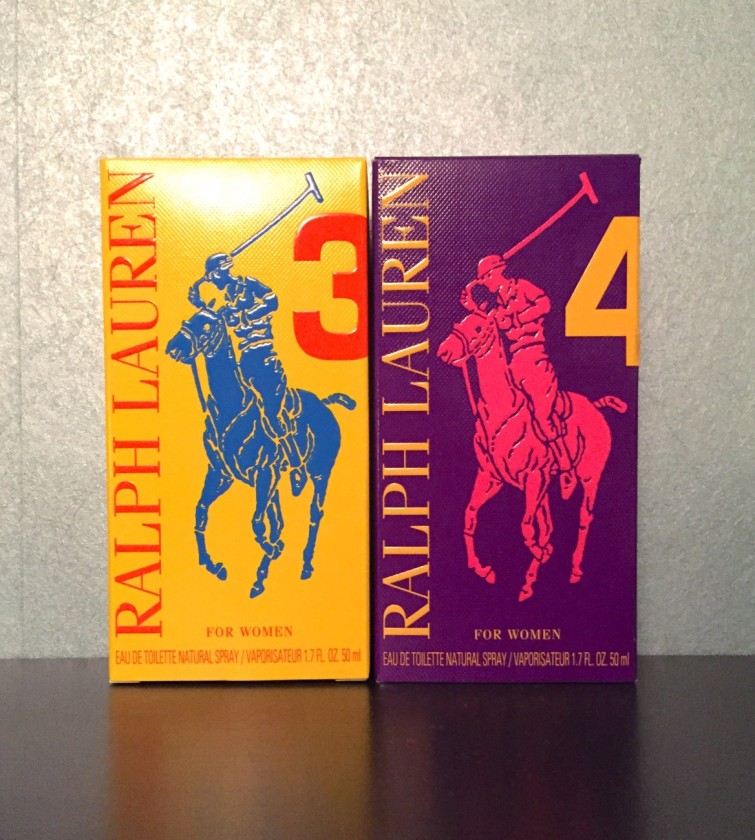 RALPH LAUREN
3
FOR WOMEN
EAU DE TOILETTE NATURAL SPRAY / VAPORISATEUR 1.7 FL. OZ. 50 ml
RALPH LAUREN
4
FOR WOMEN
EAU DE TOILETTE NATURAL SPRAY / VAPORISATEUR 1.7 FL. OZ. 50 ml